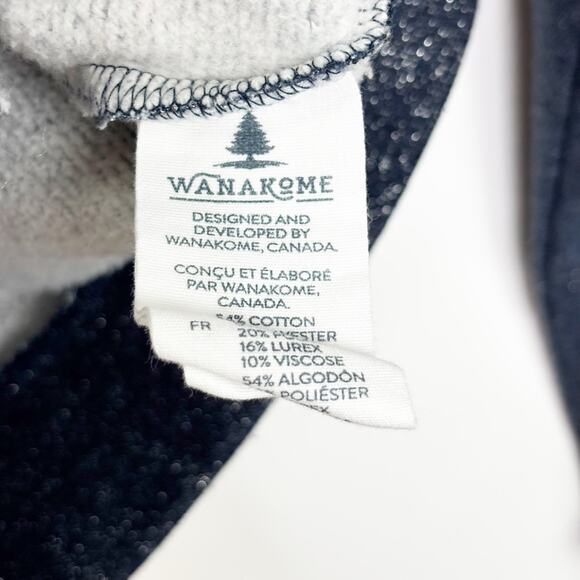 WANAKOME
DESIGNED AND
DEVELOPED BY
WANAKOME, CANADA.
CONÇU ET ÉLABORÉ
PAR WANAKOME,
CANADA.
54% COTTON
FR
20%
16% LUREX
10% VISCOSE
54% ALGODÓN
POLIÉSTER